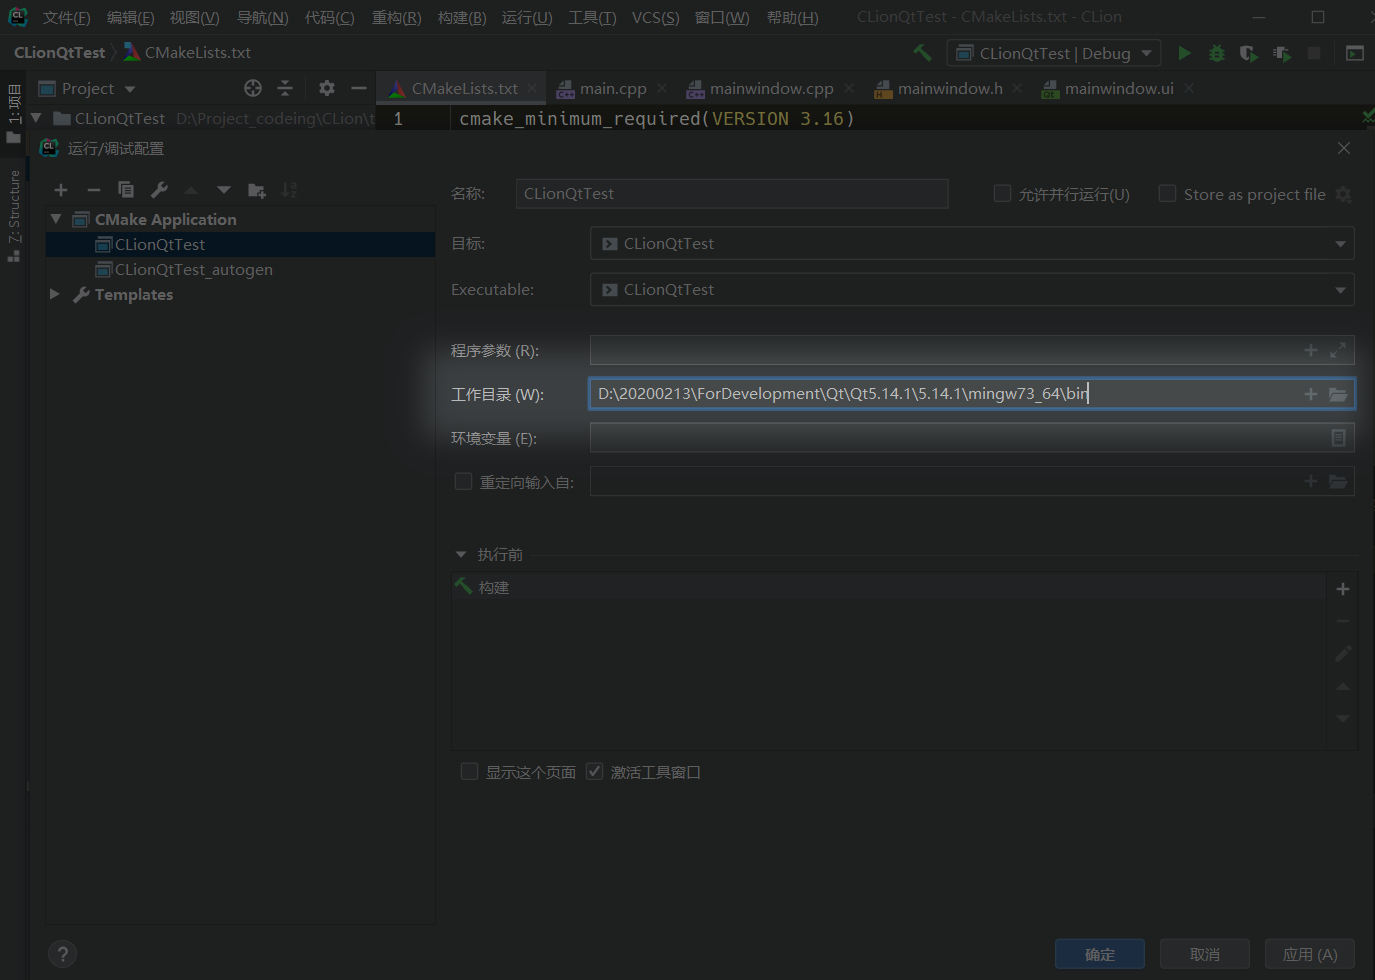 文件(F) 编辑(E) 视图(V) 导航(N) 代码(C) 重构(R) 构建(B) 运行(U) 工具(T) VCS(S) 窗口(W) 帮助(H) CLionQtTest - CMakeLists.txt - CLion
CLionQtTest CMakeLists.txt CLionQtTest | Debug
1: 项目
Z: Structure
Project CMakeLists.txt main.cpp mainwindow.cpp mainwindow.h mainwindow.ui
CLionQtTest D:\Project_codeing\CLion\t 1 cmake_minimum_required(VERSION 3.16)
运行/调试配置
名称: CLionQtTest 允许并行运行(U) Store as project file
CMake Application
CLionQtTest
CLionQtTest_autogen
Templates
目标: CLionQtTest
Executable: CLionQtTest
程序参数 (R):
工作目录 (W): D:\20200213\ForDevelopment\Qt\Qt5.14.1\5.14.1\mingw73_64\bin
环境变量 (E):
重定向输入自:
执行前
构建
显示这个页面 激活工具窗口
? 确定 取消 应用 (A)